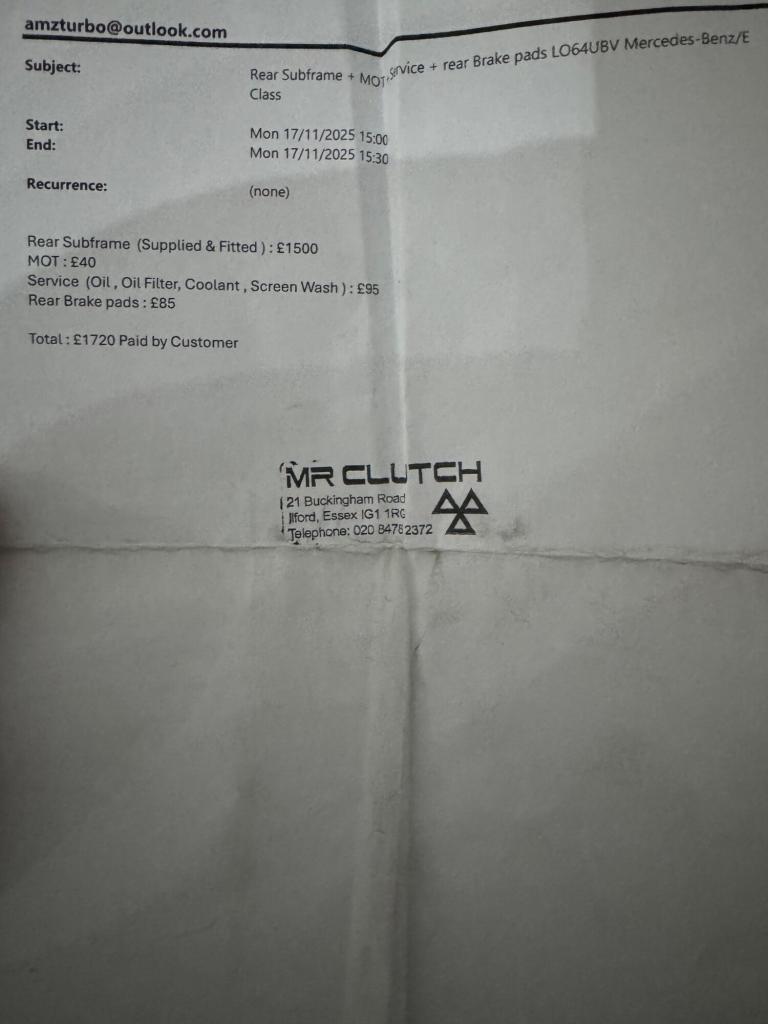 amzturbo@outlook.com
Subject: Rear Subframe + MOT, Service + rear Brake pads LO64UBV Mercedes-Benz/E
Class
Start: Mon 17/11/2025 15:00
End: Mon 17/11/2025 15:30
Recurrence: (none)
Rear Subframe (Supplied & Fitted ) : £1500
MOT : £40
Service (Oil , Oil Filter, Coolant , Screen Wash ) : £95
Rear Brake pads : £85
Total : £1720 Paid by Customer
MR CLUTCH
21 Buckingham Road
Ilford, Essex IG1 1RG
Telephone: 020 8478 2372